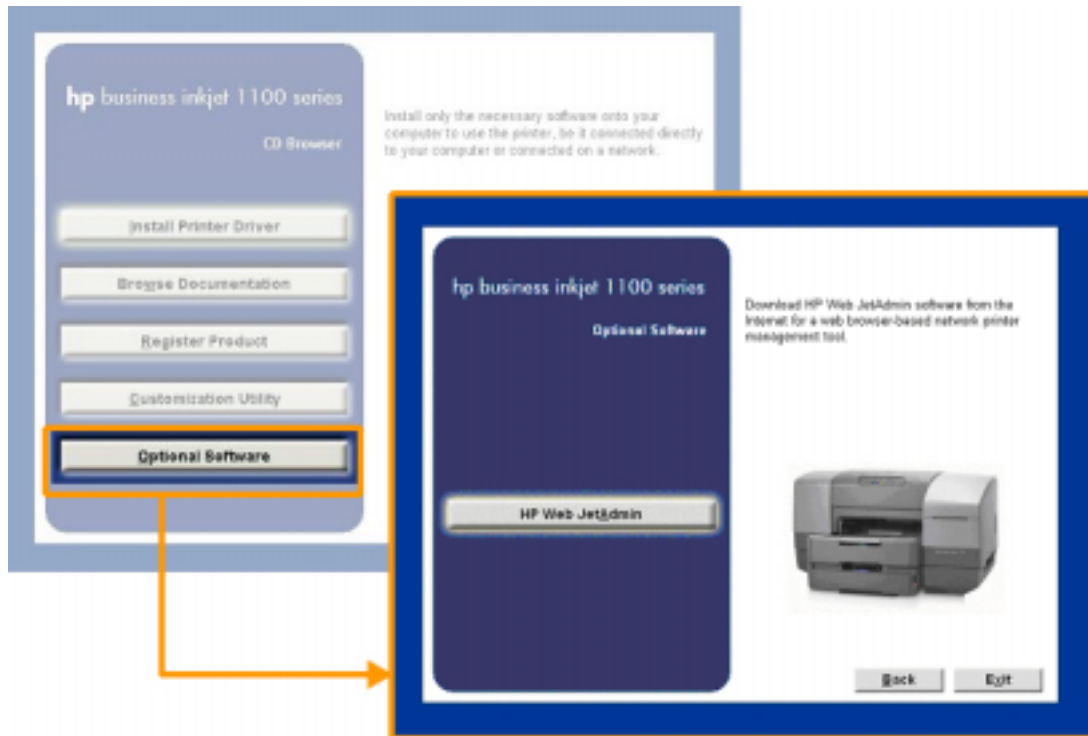 hp business inkjet 1100 series
CD Browser
Install only the necessary software onto your
computer to use the printer, be it connected directly
to your computer or connected on a network.
Install Printer Driver
Browse Documentation
Register Product
Customization Utility
Optional Software
hp business inkjet 1100 series
Optional Software
Download HP Web JetAdmin software from the
Internet for a web browser-based network printer
management tool.
HP Web JetAdmin
Back
Exit